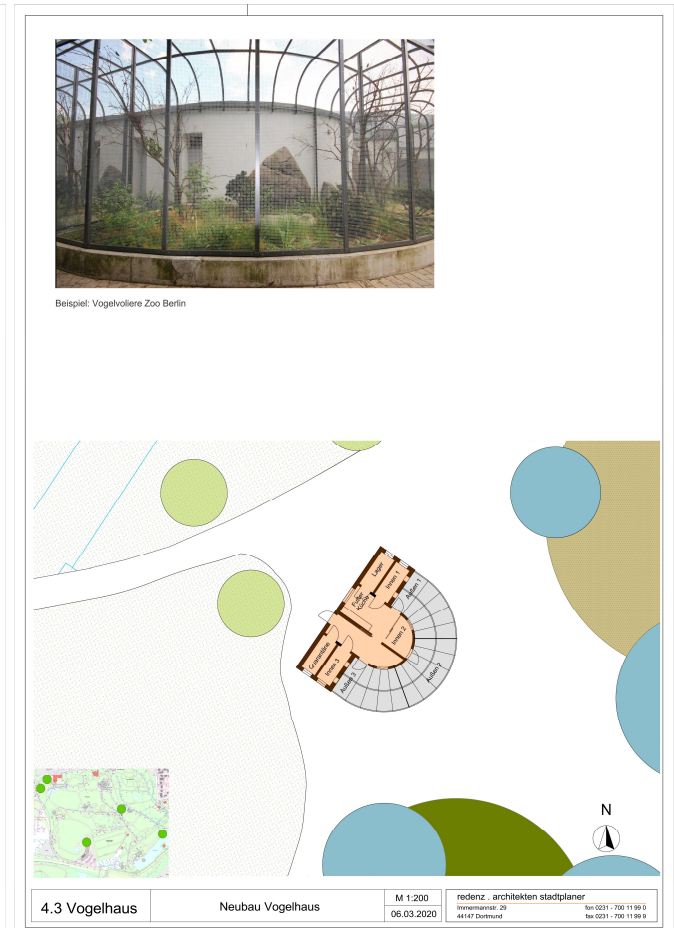 Beispiel: Vogelvoliere Zoo Berlin
Lager
Innen 1
Außen 1
Futter
Küche
Innen 2
Quarantäne
Innen 3
Außen 3
Außen 2
N
4.3 Vogelhaus
Neubau Vogelhaus
M 1:200
06.03.2020
redenz . architekten stadtplaner
Immermannstr. 29
44147 Dortmund
fon 0231 - 700 11 99 0
fax 0231 - 700 11 99 9